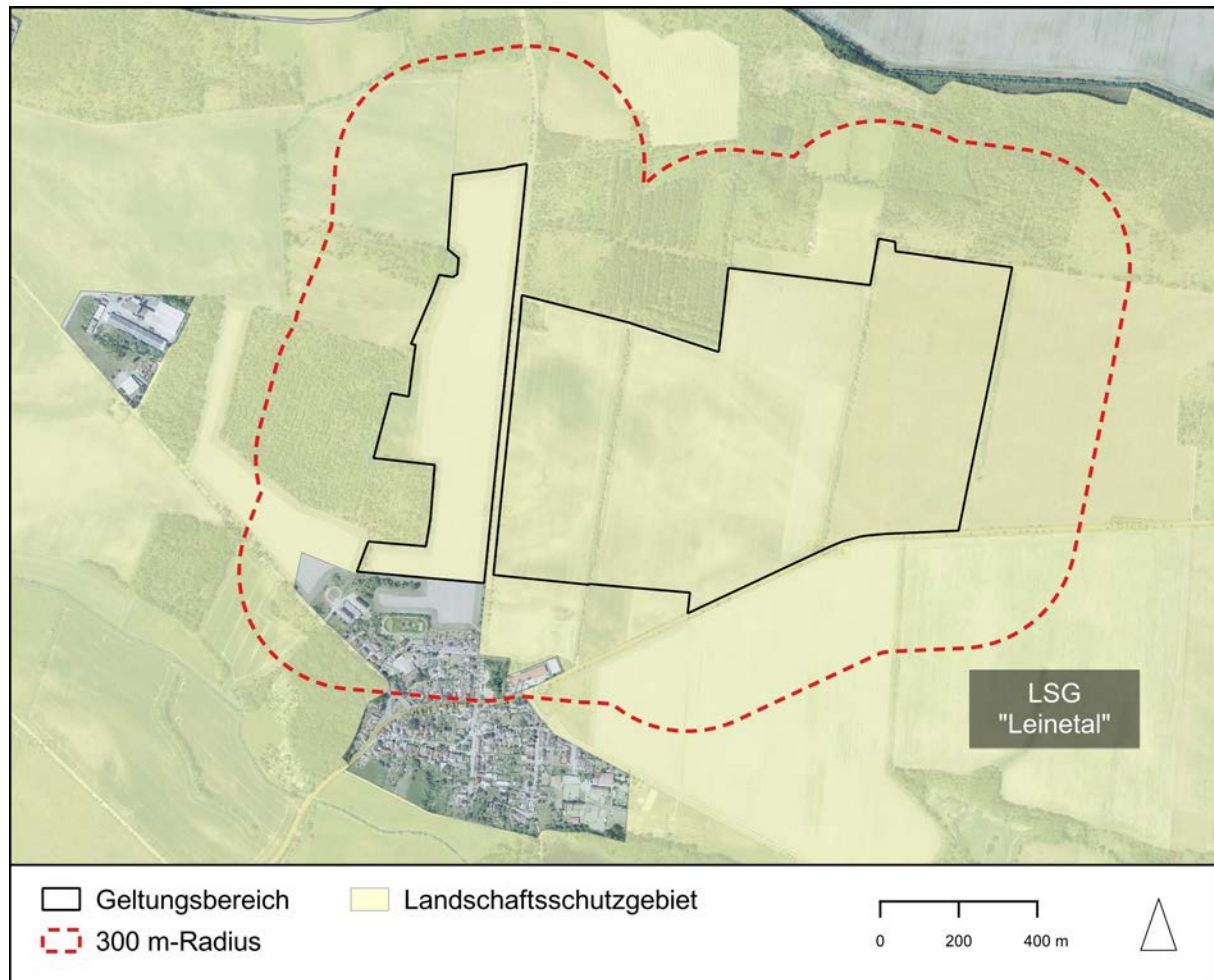 LSG
"Leinetal"
Geltungsbereich
Landschaftsschutzgebiet
300 m-Radius
0 200 400 m